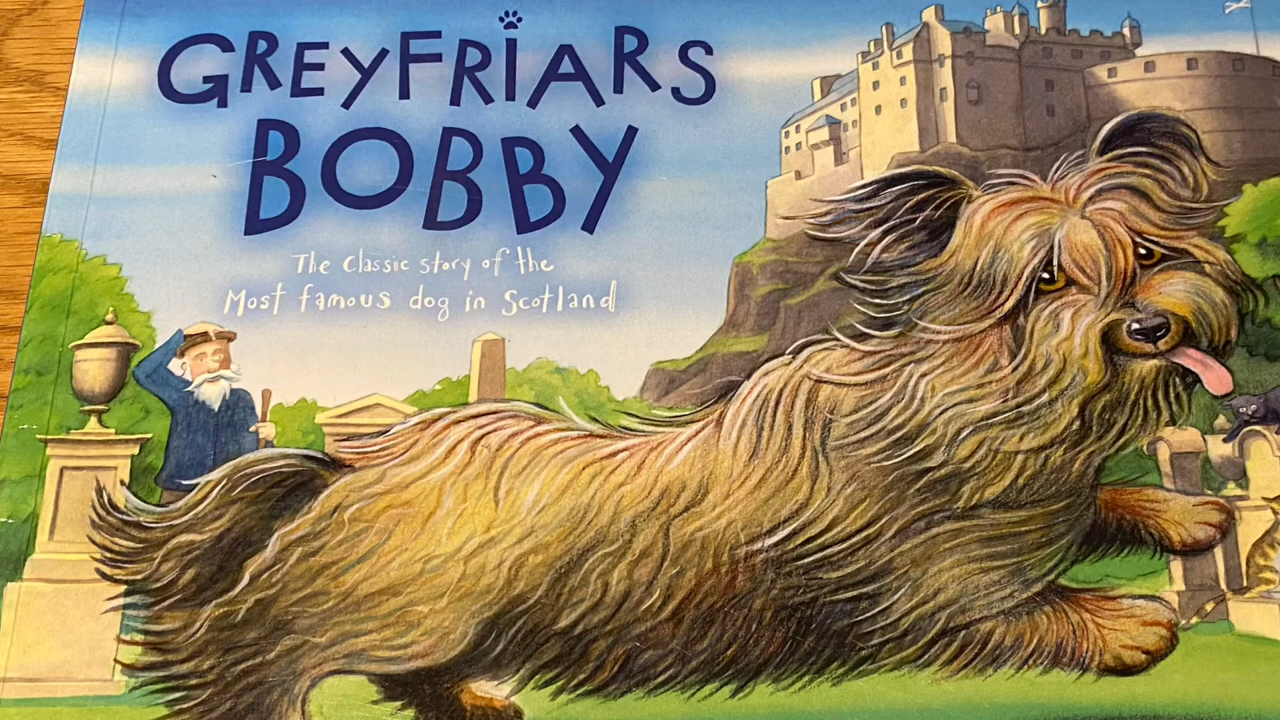 GREYFRIARS
BOBBY
The Classic story of the
Most famous dog in Scotland